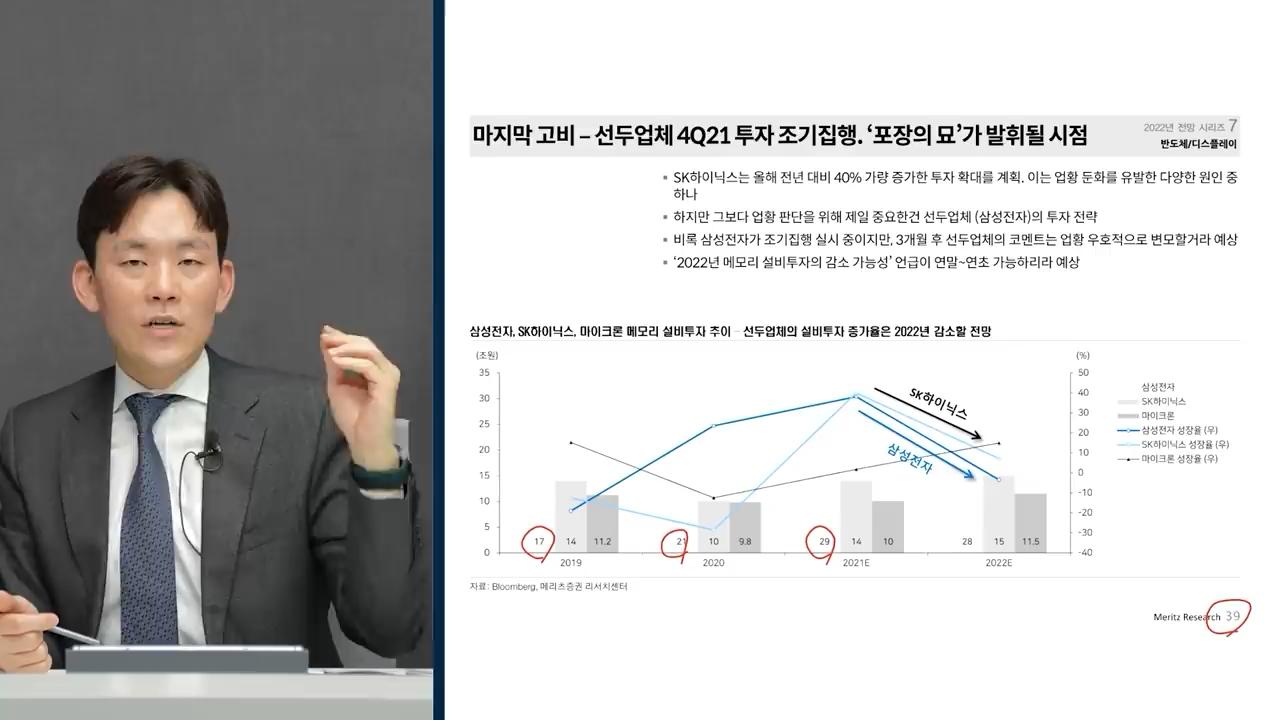 마지막 고비 – 선두업체 4Q21 투자 조기집행. ‘포장의 묘’가 발휘될 시점
2022년 전망 시리즈 7
반도체/디스플레이
▪ SK하이닉스는 올해 전년 대비 40% 가량 증가한 투자 확대를 계획. 이는 업황 둔화를 유발한 다양한 원인 중
하나
▪ 하지만 그보다 업황 판단을 위해 제일 중요한건 선두업체 (삼성전자)의 투자 전략
▪ 비록 삼성전자가 조기집행 실시 중이지만, 3개월 후 선두업체의 코멘트는 업황 우호적으로 변모할거라 예상
▪ ‘2022년 메모리 설비투자의 감소 가능성’ 언급이 연말~연초 가능하리라 예상
삼성전자, SK하이닉스, 마이크론 메모리 설비투자 추이 – 선두업체의 설비투자 증가율은 2022년 감소할 전망
(조원)
(%)
35
30
25
20
15
10
5
0
50
40
30
20
10
0
-10
-20
-30
-40
SK하이닉스
삼성전자
17 14 11.2
21 10 9.8
29 14 10
28 15 11.5
2019
2020
2021E
2022E
삼성전자
SK하이닉스
마이크론
삼성전자 성장율 (우)
SK하이닉스 성장율 (우)
마이크론 성장율 (우)
자료: Bloomberg, 메리츠증권 리서치센터
Meritz Research 39